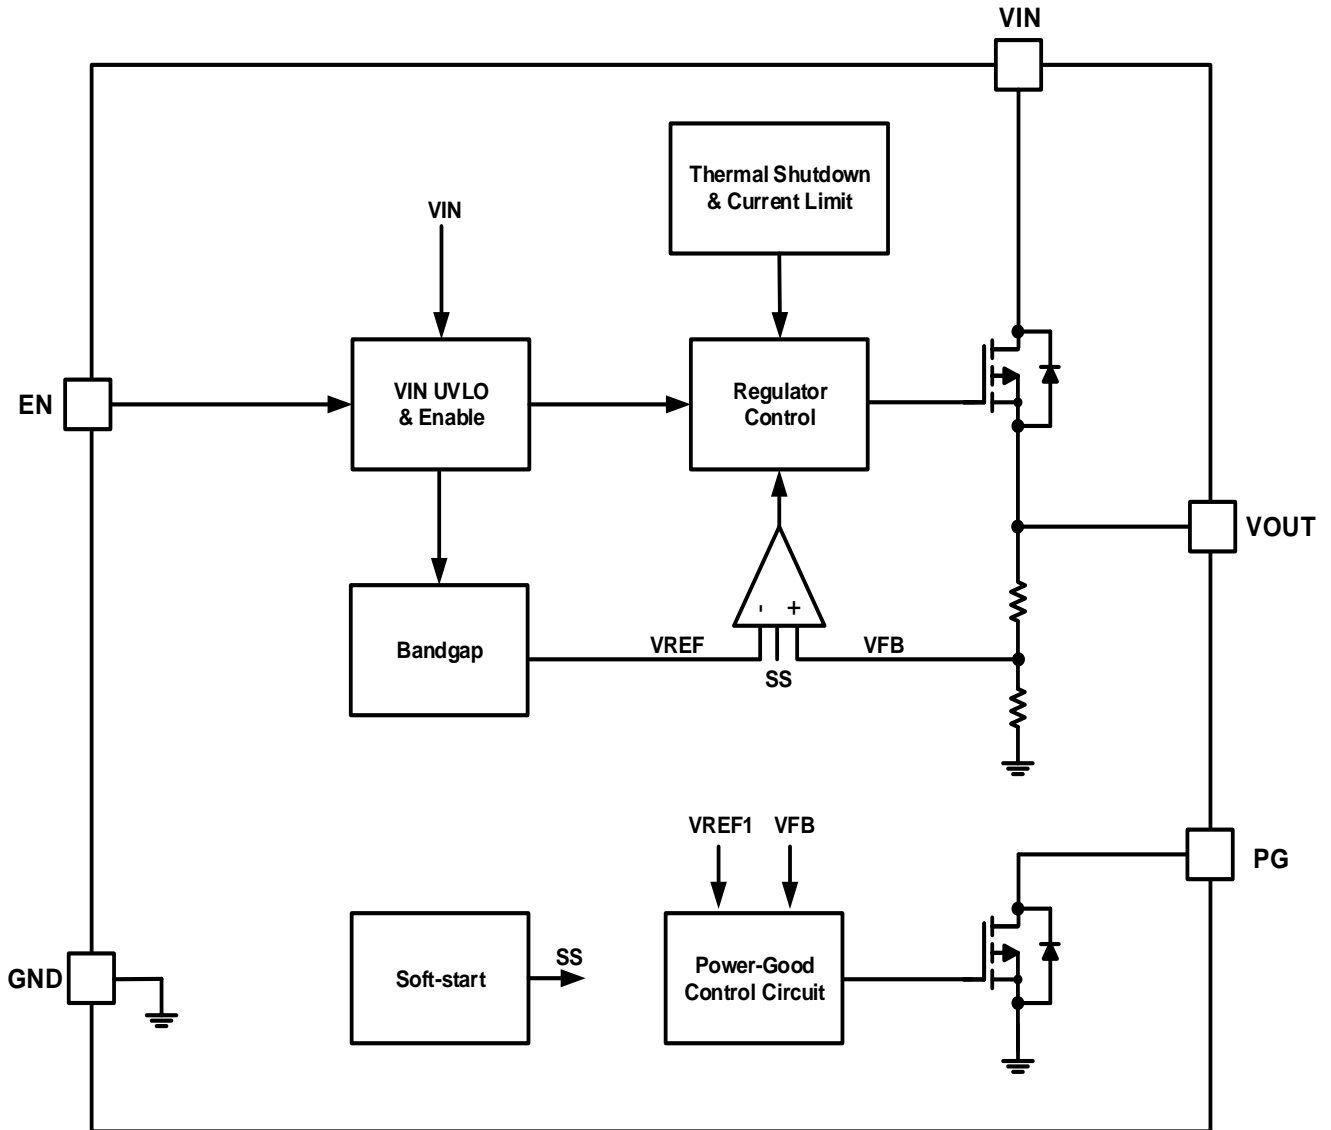 VIN
Thermal Shutdown
& Current Limit
VIN
EN
VIN UVLO
& Enable
Regulator
Control
VOUT
- +
Bandgap
VREF
SS
VFB
VREF1
VFB
PG
GND
Soft-start
SS
Power-Good
Control Circuit